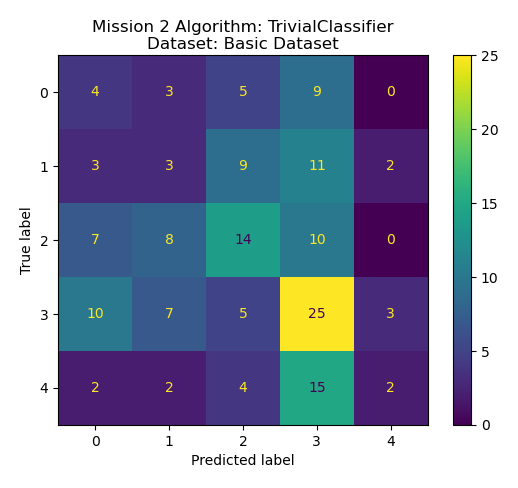 Mission 2 Algorithm: TrivialClassifier
Dataset: Basic Dataset
25
0 4 3 5 9 0
20
1 3 3 9 11 2
15
True label
2 7 8 14 10 0
10
3 10 7 5 25 3
5
4 2 2 4 15 2
0
0 1 2 3 4
Predicted label